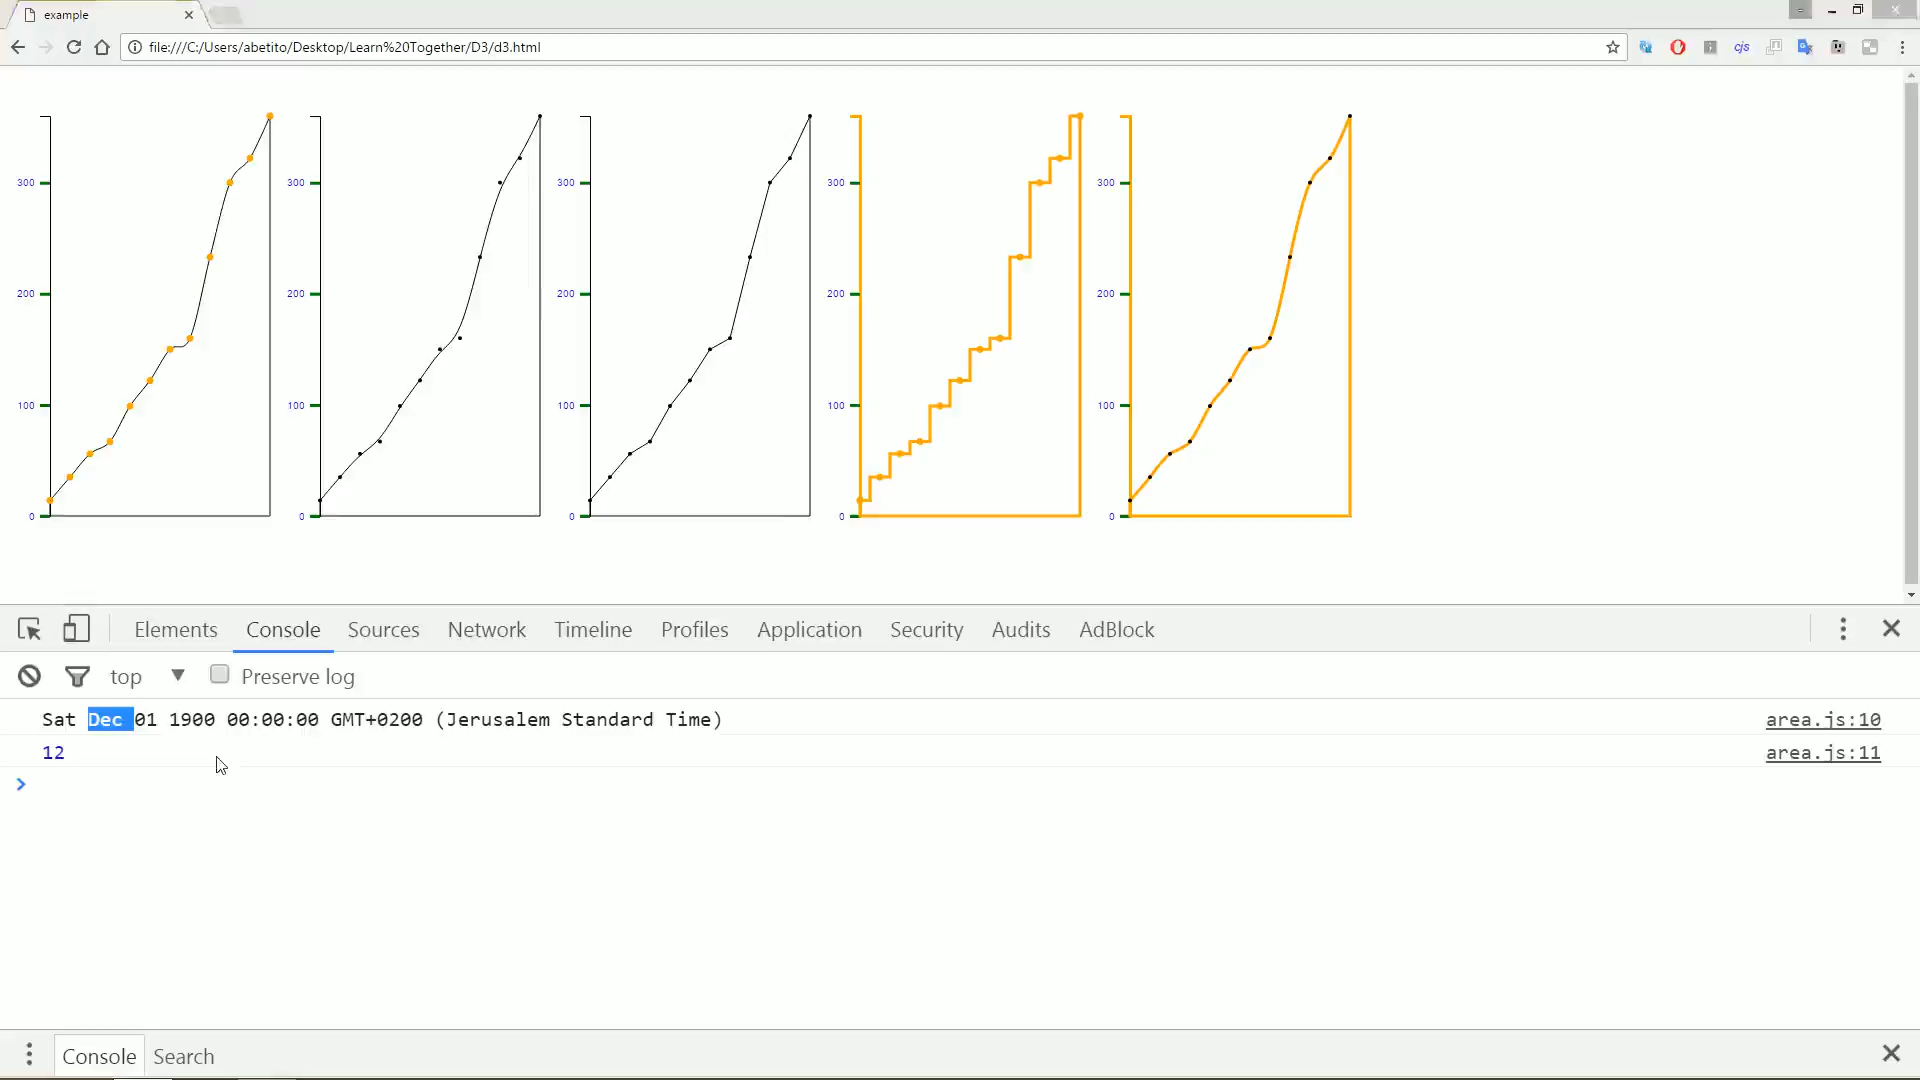 example
file:///C:/Users/abetito/Desktop/Learn%20Together/D3/d3.html
cjs
300 300 300 300 300
200 200 200 200 200
100 100 100 100 100
0 0 0 0 0
Elements Console Sources Network Timeline Profiles Application Security Audits AdBlock
top Preserve log
Sat Dec 01 1900 00:00:00 GMT+0200 (Jerusalem Standard Time) area.js:10
12 area.js:11
Console Search